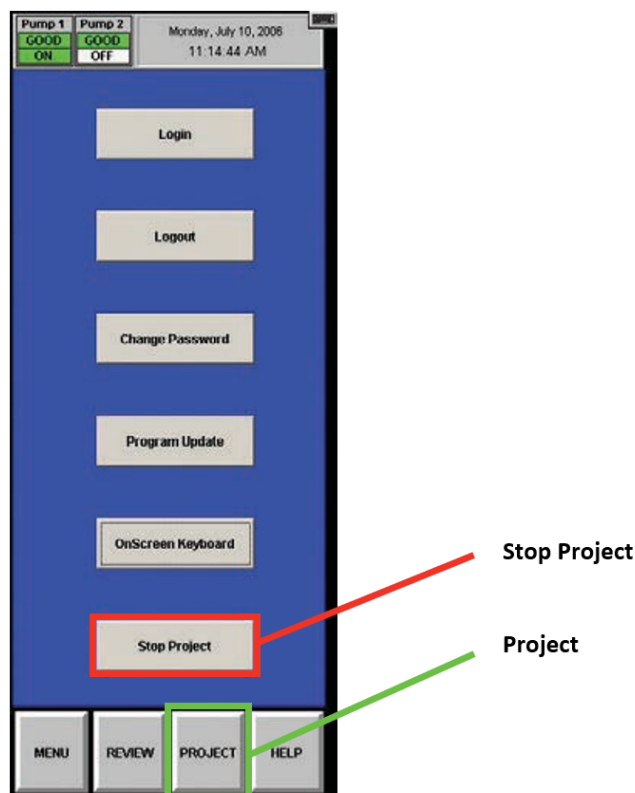 Pump 1 Pump 2 Monday, July 10, 2006
GOOD GOOD 11:14:44 AM
ON OFF
Login
Logout
Change Password
Program Update
OnScreen Keyboard
Stop Project
Stop Project
Project
MENU REVIEW PROJECT HELP